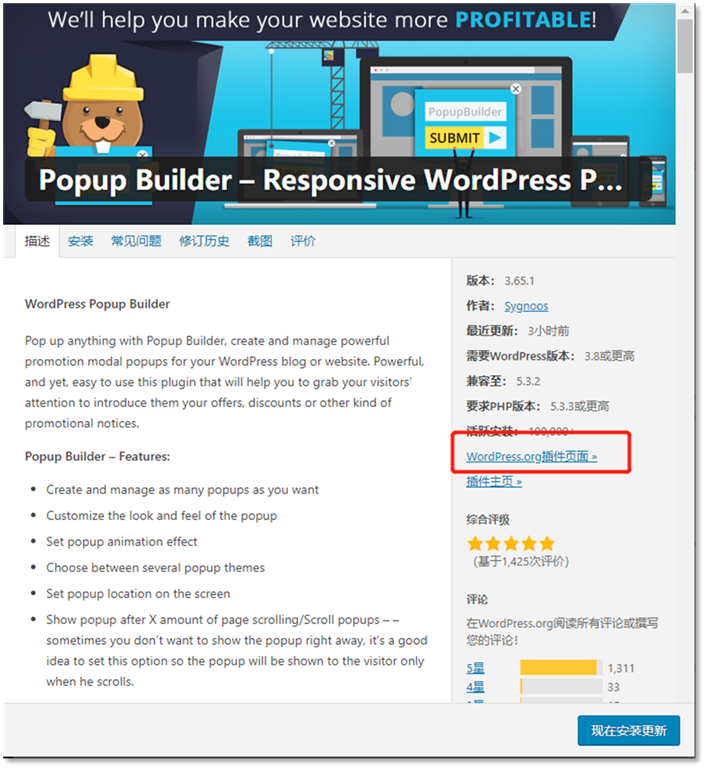 We'll help you make your website more PROFITABLE!
PopupBuilder
SUBMIT
Popup Builder – Responsive WordPress P...
描述 安装 常见问题 修订历史 截图 评价
WordPress Popup Builder
Pop up anything with Popup Builder, create and manage powerful
promotion modal popups for your WordPress blog or website. Powerful,
and yet, easy to use this plugin that will help you to grab your visitors'
attention to introduce them your offers, discounts or other kind of
promotional notices.
Popup Builder – Features:
• Create and manage as many popups as you want
• Customize the look and feel of the popup
• Set popup animation effect
• Choose between several popup themes
• Set popup location on the screen
• Show popup after X amount of page scrolling/Scroll popups – –
sometimes you don't want to show the popup right away, it's a good
idea to set this option so the popup will be shown to the visitor only
when he scrolls.
版本： 3.65.1
作者： Sygnoos
最近更新： 3小时前
需要WordPress版本： 3.8或更高
兼容至： 5.3.2
要求PHP版本： 5.3.3或更高
活跃安装： 100,000+
WordPress.org插件页面 »
插件主页 »
综合评级
（基于1,425次评价）
评论
在WordPress.org阅读所有评论或撰写
您的评论！
5星 1,311
4星 33
现在安装更新